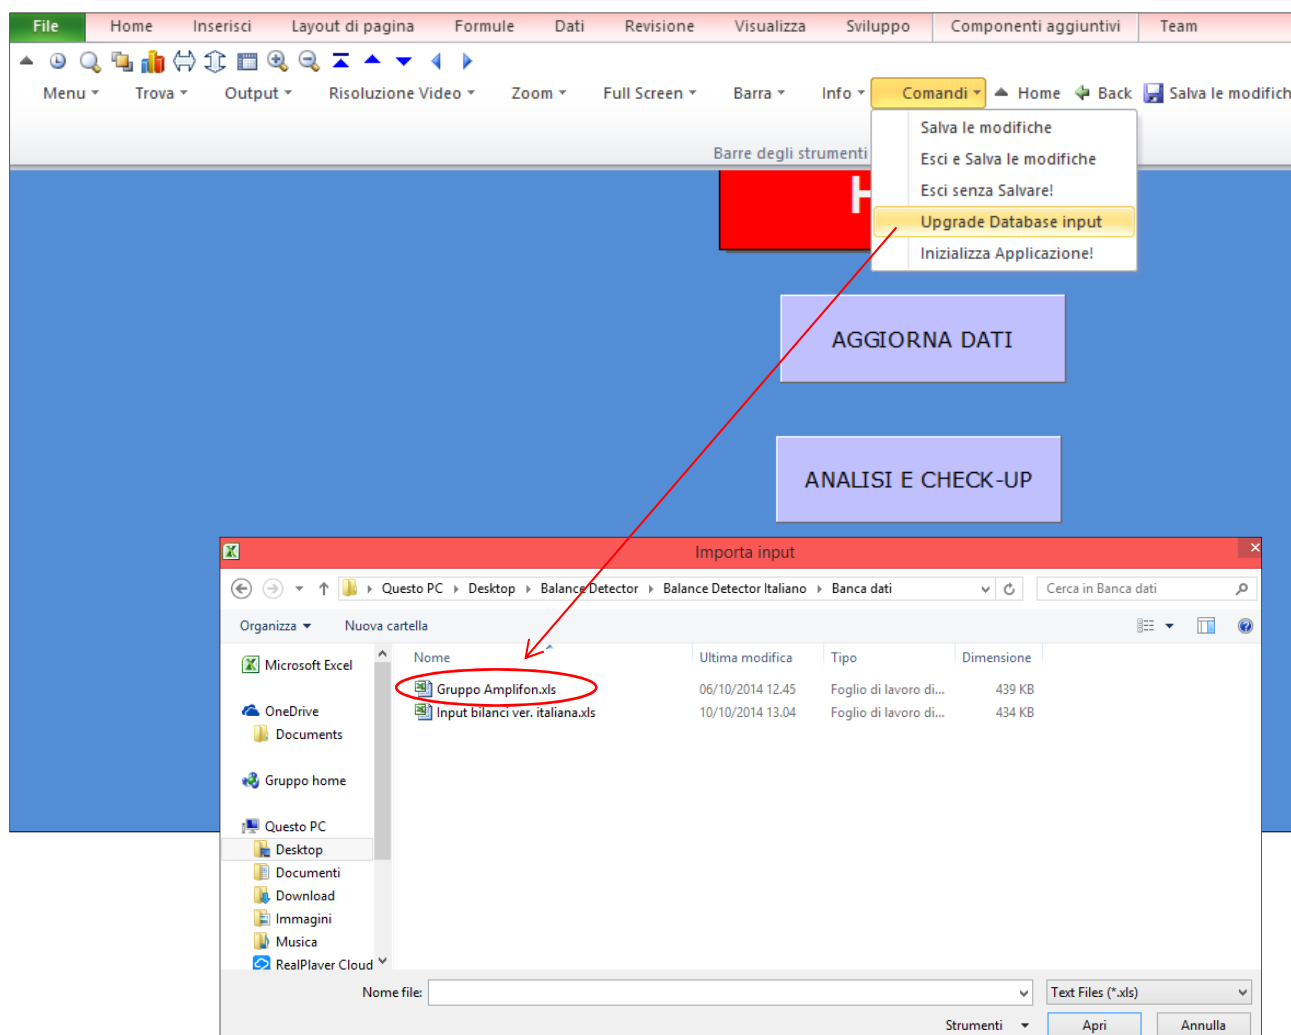 File Home Inserisci Layout di pagina Formule Dati Revisione Visualizza Sviluppo Componenti aggiuntivi Team
Menu Trova Output Risoluzione Video Zoom Full Screen Barra Info Comandi Home Back Salva le modifich
Salva le modifiche
Barre degli strumenti
Esci e Salva le modifiche
Esci senza Salvare!
Upgrade Database input
Inizializza Applicazione!
H
AGGIORNA DATI
ANALISI E CHECK-UP
Importa input
Questo PC Desktop Balance Detector Balance Detector Italiano Banca dati Cerca in Banca dati
Organizza Nuova cartella
Microsoft Excel Nome Ultima modifica Tipo Dimensione
Gruppo Amplifon.xls 06/10/2014 12.45 Foglio di lavoro di... 439 KB
OneDrive Input bilanci ver. italiana.xls 10/10/2014 13.04 Foglio di lavoro di... 434 KB
Documents
Gruppo home
Questo PC
Desktop
Documenti
Download
Immagini
Musica
RealPlayer Cloud
Nome file: Text Files (*.xls)
Strumenti Apri Annulla